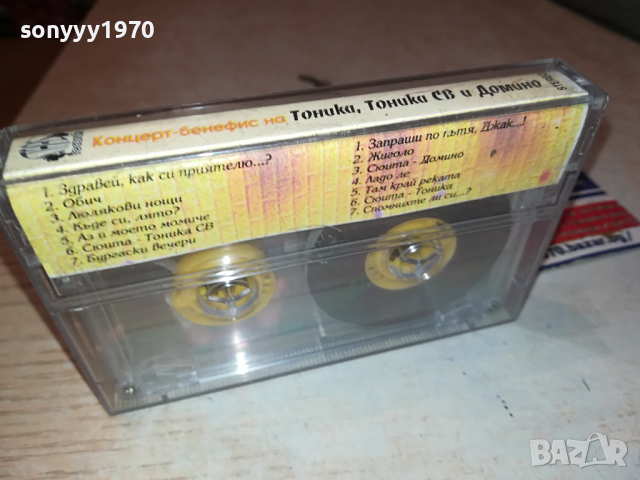 sonyyy1970
Концерт-бенефис на Тоника, Тоника СВ и Домино
STEREO
1. Здравей, как си приятелю...?
2. Обич
3. Люлякови нощи
4. Къде си, лято?
5. Аз и моето момиче
6. Сюита - Тоника СВ
7. Бургаски вечери
1. Запраши по пътя, Джак...!
2. Жиголо
3. Сюита - Домино
4. Ладо ле
5. Там край реката
6. Сюита - Тоника
7. Спомняте ли си...?
BAZAR
bg